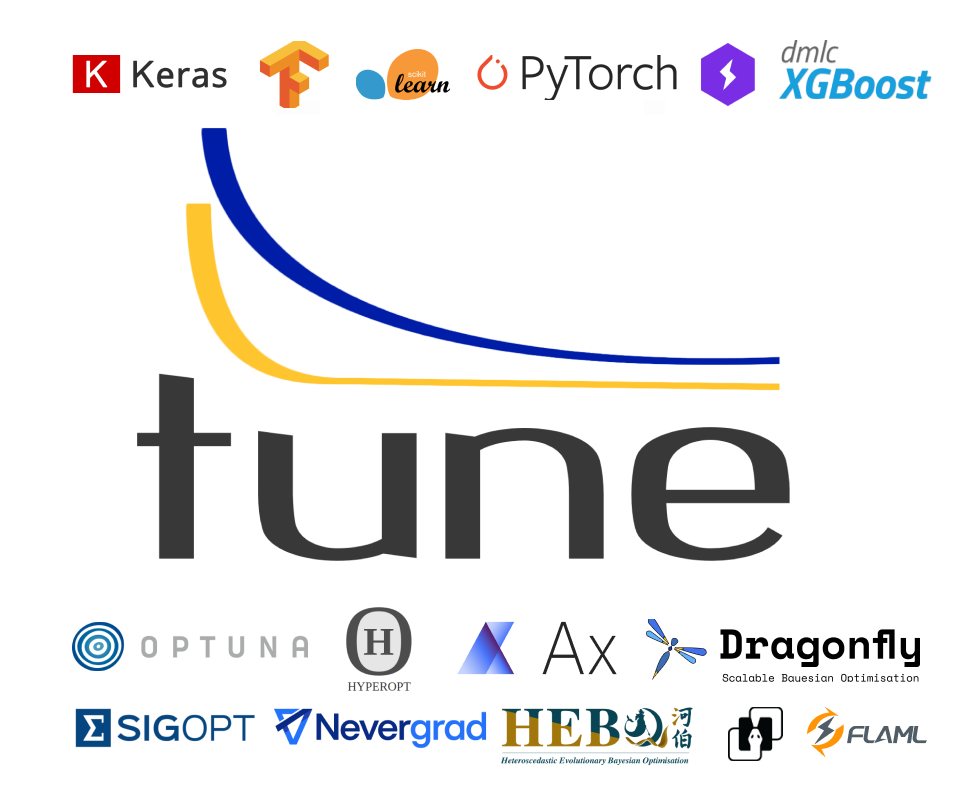 K Keras
scikit
learn
PyTorch
dmlc
XGBoost
tune
OPTUNA
H
HYPEROPT
Ax
Dragonfly
Scalable Bayesian Optimisation
Σ SIGOPT
Nevergrad
HEBO 河伯
Heteroscedastic Evolutionary Bayesian Optimisation
FLAML